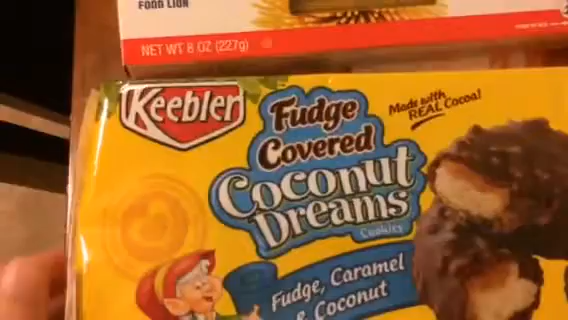 FOOD LION
NET WT 8 OZ (227g)
Keebler
Fudge
Covered
Coconut
Dreams
Cookies
Made with
REAL Cocoa!
Fudge, Caramel
& Coconut